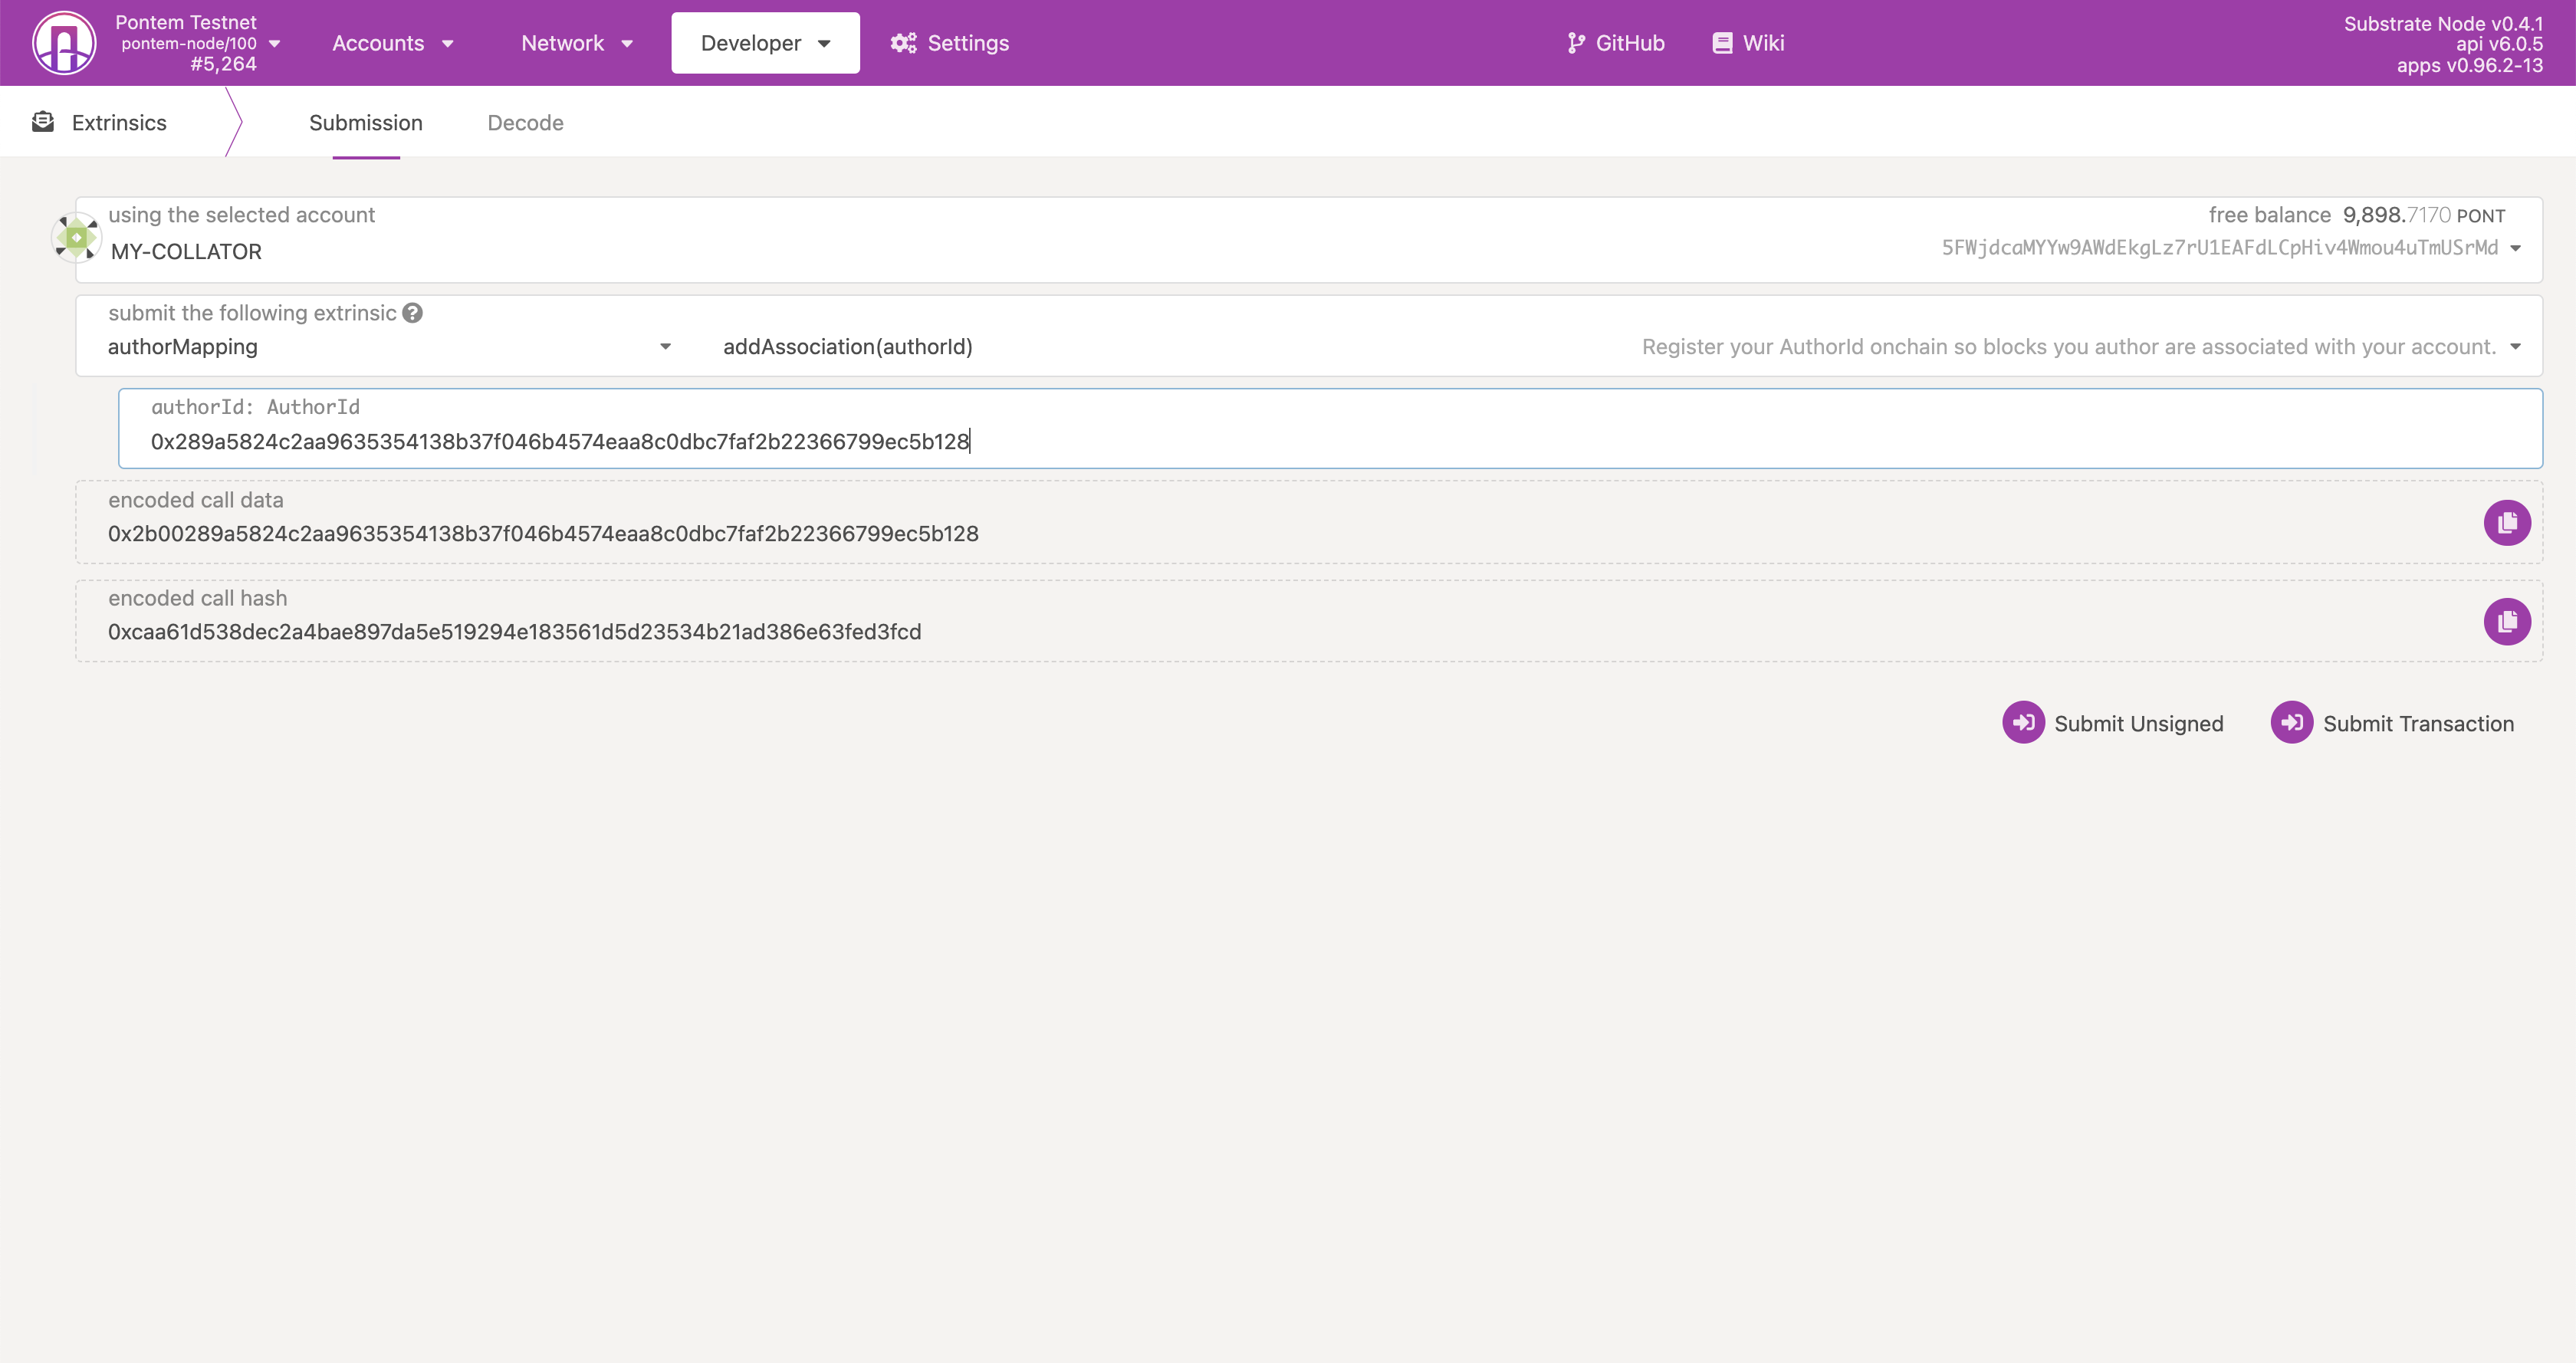 Pontem Testnet
pontem-node/100
#5,264
Accounts
Network
Developer
Settings
GitHub
Wiki
Substrate Node v0.4.1
api v6.0.5
apps v0.96.2-13
Extrinsics
Submission
Decode
using the selected account
MY-COLLATOR
free balance 9,898.7170 PONT
5FWjdcaMYYw9AWdEkgLz7rU1EAFdLCpHiv4Wmou4uTmUSrMd
submit the following extrinsic
authorMapping
addAssociation(authorId)
Register your AuthorId onchain so blocks you author are associated with your account.
authorId: AuthorId
0x289a5824c2aa9635354138b37f046b4574eaa8c0dbc7faf2b22366799ec5b128
encoded call data
0x2b00289a5824c2aa9635354138b37f046b4574eaa8c0dbc7faf2b22366799ec5b128
encoded call hash
0xcaa61d538dec2a4bae897da5e519294e183561d5d23534b21ad386e63fed3fcd
Submit Unsigned
Submit Transaction